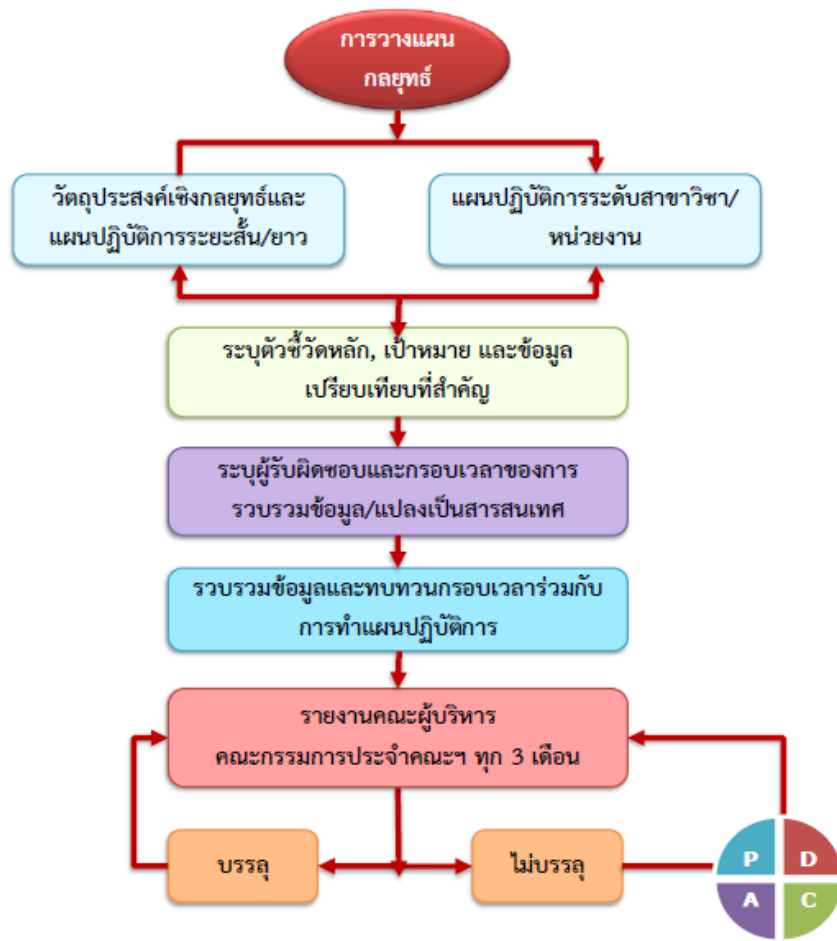 การวางแผน
กลยุทธ์
วัตถุประสงค์เชิงกลยุทธ์และ
แผนปฏิบัติการระยะสั้น/ยาว
แผนปฏิบัติการระดับสาขาวิชา/
หน่วยงาน
ระบุตัวชี้วัดหลัก, เป้าหมาย และข้อมูล
เปรียบเทียบที่สำคัญ
ระบุผู้รับผิดชอบและกรอบเวลาของการ
รวบรวมข้อมูล/แปลงเป็นสารสนเทศ
รวบรวมข้อมูลและทบทวนกรอบเวลาร่วมกับ
การทำแผนปฏิบัติการ
รายงานคณะผู้บริหาร
คณะกรรมการประจำคณะฯ ทุก 3 เดือน
บรรลุ
ไม่บรรลุ
P D
A C